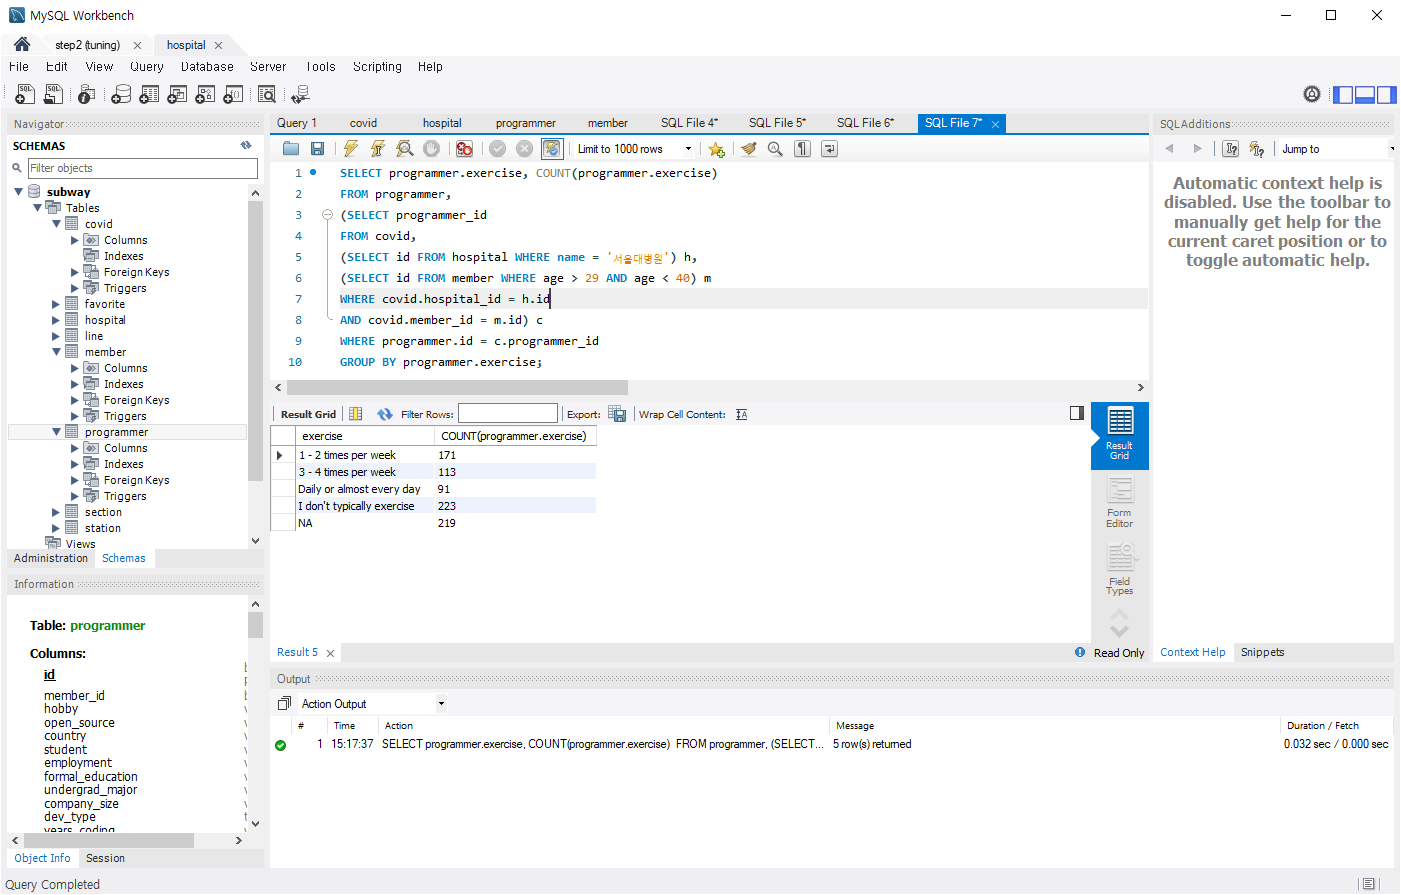 MySQL Workbench
step2 (tuning)
hospital
File Edit View Query Database Server Tools Scripting Help
Navigator
SCHEMAS
Filter objects
subway
Tables
covid
Columns
Indexes
Foreign Keys
Triggers
favorite
hospital
line
member
Columns
Indexes
Foreign Keys
Triggers
programmer
Columns
Indexes
Foreign Keys
Triggers
section
station
Views
Administration Schemas
Information
Table: programmer
Columns:
id
member_id
hobby
open_source
country
student
employment
formal_education
undergrad_major
company_size
dev_type
years_coding
Object Info Session
Query Completed
Query 1 covid hospital programmer member SQL File 4* SQL File 5* SQL File 6* SQL File 7*
Limit to 1000 rows
1 SELECT programmer.exercise, COUNT(programmer.exercise)
2 FROM programmer,
3 (SELECT programmer_id
4 FROM covid,
5 (SELECT id FROM hospital WHERE name = '서울대병원') h,
6 (SELECT id FROM member WHERE age > 29 AND age < 40) m
7 WHERE covid.hospital_id = h.id
8 AND covid.member_id = m.id) c
9 WHERE programmer.id = c.programmer_id
10 GROUP BY programmer.exercise;
Result Grid Filter Rows: Export: Wrap Cell Content:
exercise COUNT(programmer.exercise)
1 - 2 times per week 171
3 - 4 times per week 113
Daily or almost every day 91
I don't typically exercise 223
NA 219
Result
Grid
Form
Editor
Field
Types
Result 5
Read Only
Output
Action Output
# Time Action Message Duration / Fetch
1 15:17:37 SELECT programmer.exercise, COUNT(programmer.exercise) FROM programmer, (SELECT... 5 row(s) returned 0.032 sec / 0.000 sec
SQLAdditions
Jump to
Automatic context help is
disabled. Use the toolbar to
manually get help for the
current caret position or to
toggle automatic help.
Context Help Snippets